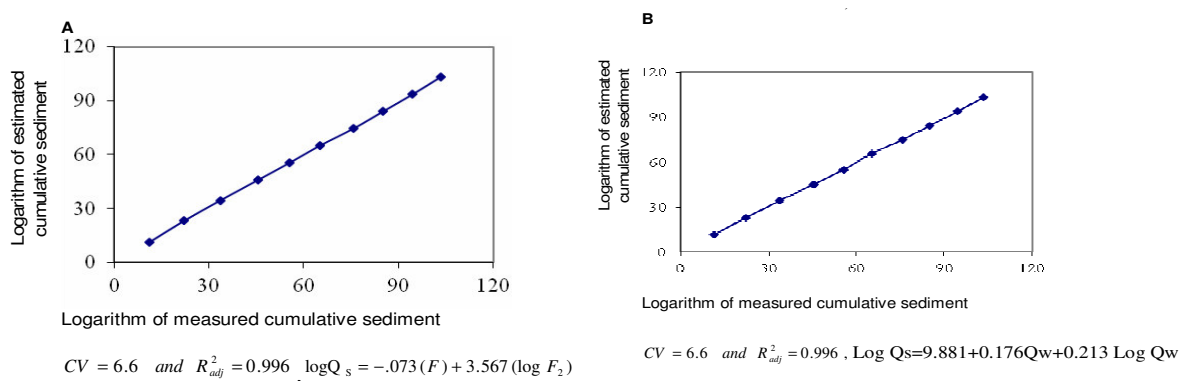 A
120
90
60
30
0
0 30 60 90 120
Logarithm of estimated
cumulative sediment
Logarithm of measured cumulative sediment
CV = 6.6 and R²adj = 0.996 logQ s = −.073 (F) + 3.567 (log F₂)
B
120
90
60
30
0
0 30 60 90 120
Logarithm of estimated
cumulative sediment
Logarithm of measured cumulative sediment
CV = 6.6 and R²adj = 0.996 , Log Qs=9.881+0.176Qw+0.213 Log Qw